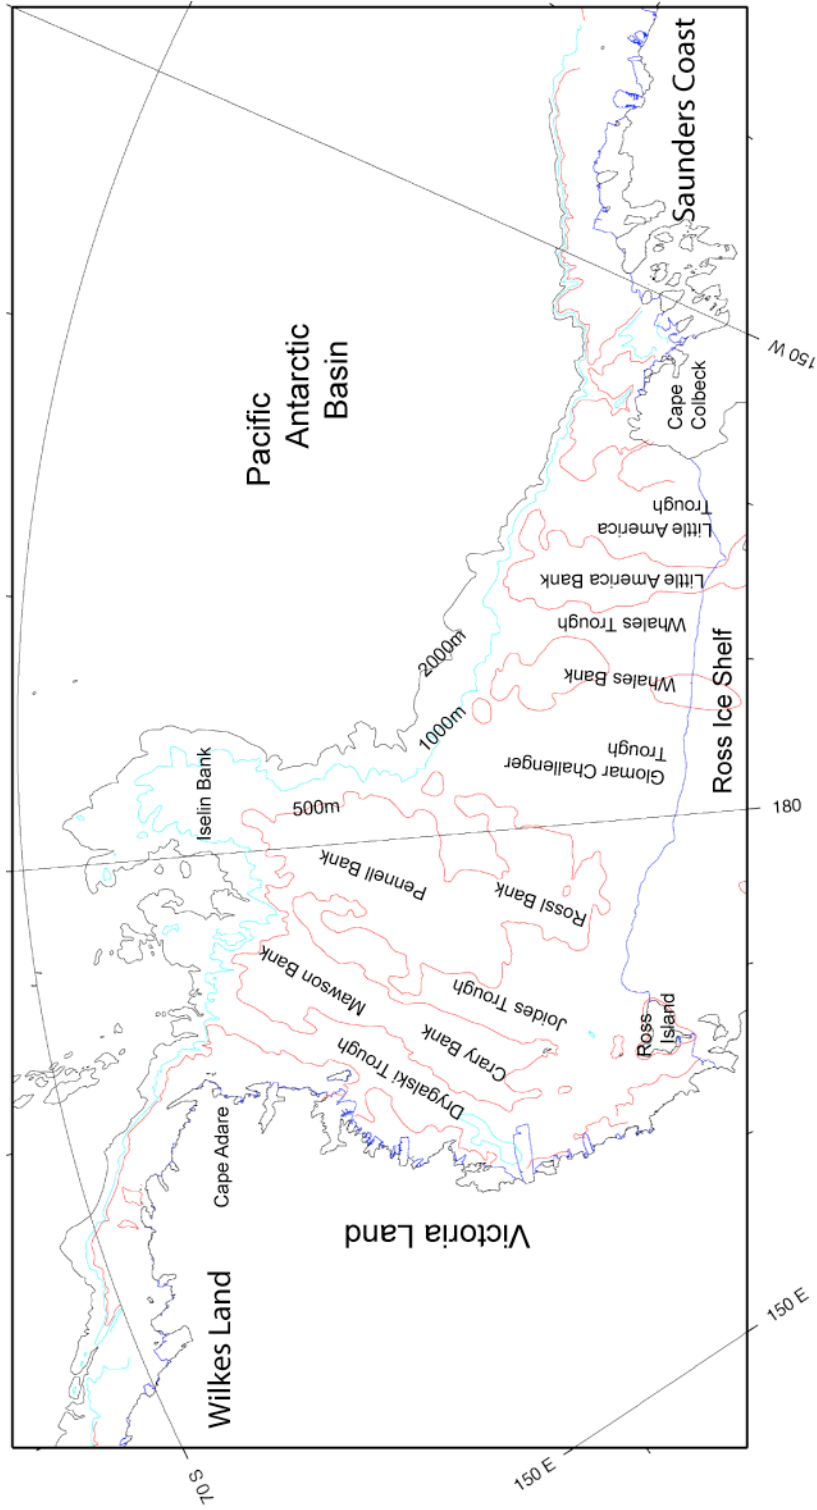 Pacific
Antarctic
Basin
Saunders Coast
150 W
Cape
Colbeck
Little America
Trough
Little America Bank
Whales Trough
Whales Bank
Glomar Challenger
Trough
Ross Ice Shelf
2000m
1000m
500m
Iselin Bank
180
Pennell Bank
RossI Bank
Mawson Bank
Joides Trough
Crary Bank
Drygalski Trough
Ross
Island
Cape Adare
Victoria Land
Wilkes Land
150 E
150 E
70 S